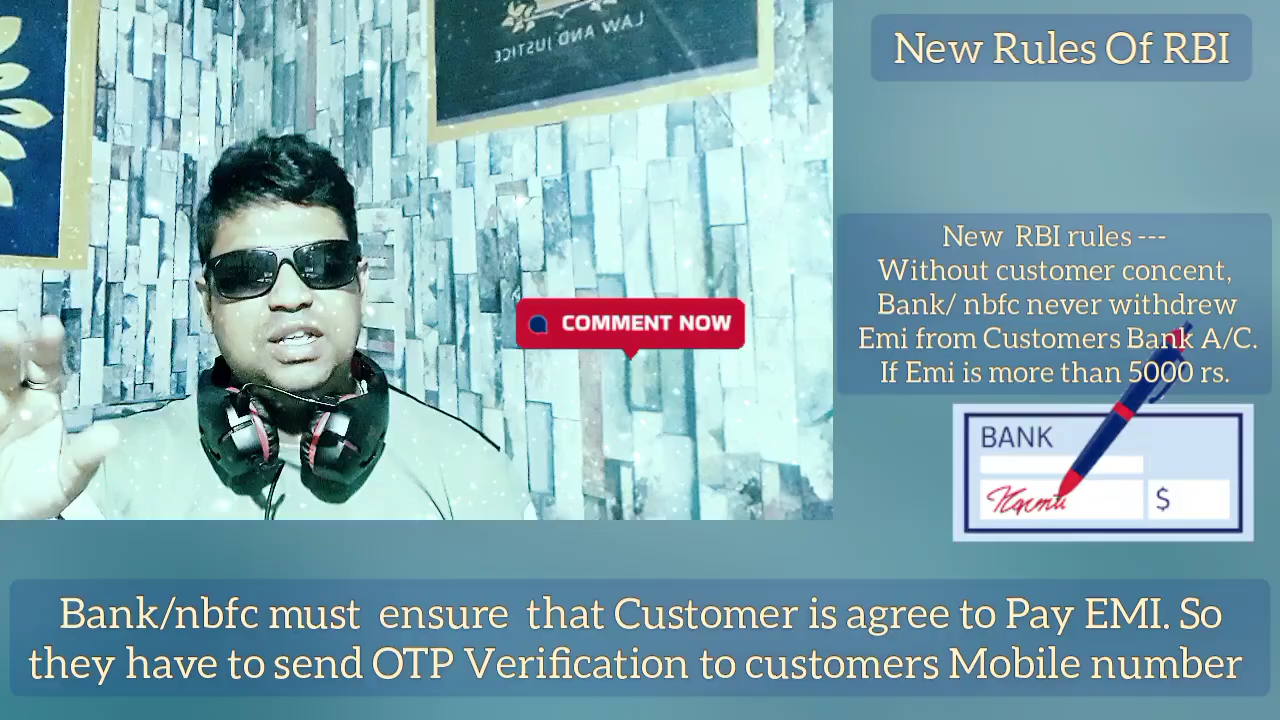 LAW AND JUSTICE
New Rules Of RBI
New RBI rules ---
Without customer concent,
Bank/ nbfc never withdrew
Emi from Customers Bank A/C.
If Emi is more than 5000 rs.
COMMENT NOW
BANK
$
Bank/nbfc must ensure that Customer is agree to Pay EMI. So
they have to send OTP Verification to customers Mobile number